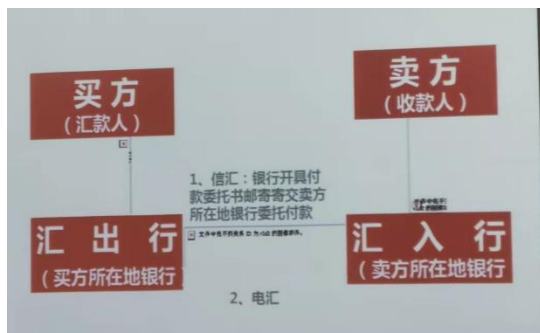 买方
（汇款人）
卖方
（收款人）
1、信汇：银行开具付
款委托书邮寄寄交卖方
所在地银行委托付款
汇 出 行
（买方所在地银行
汇 入 行
（卖方所在地银行
2、电汇